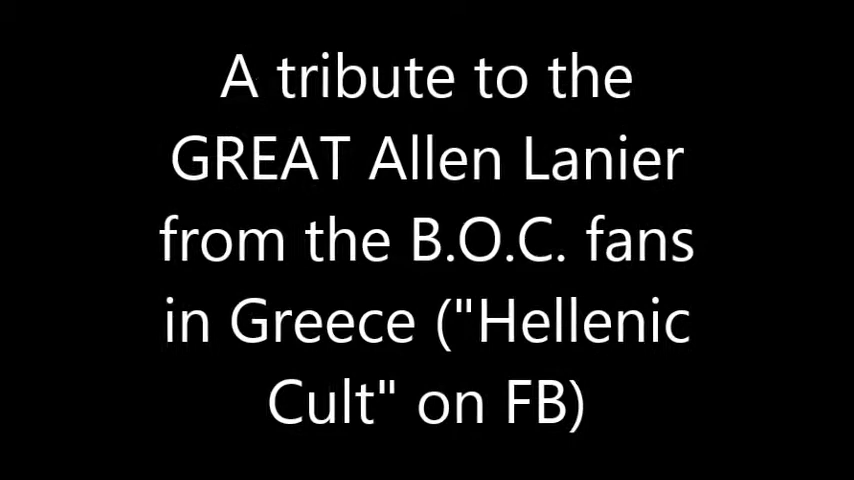 A tribute to the
GREAT Allen Lanier
from the B.O.C. fans
in Greece ("Hellenic
Cult" on FB)